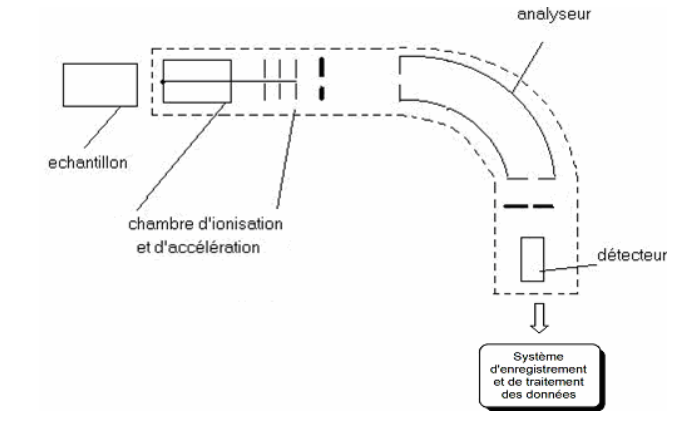 analyseur
echantillon
chambre d'ionisation
et d'accélération
détecteur
Système
d'enregistrement
et de traitement
des données